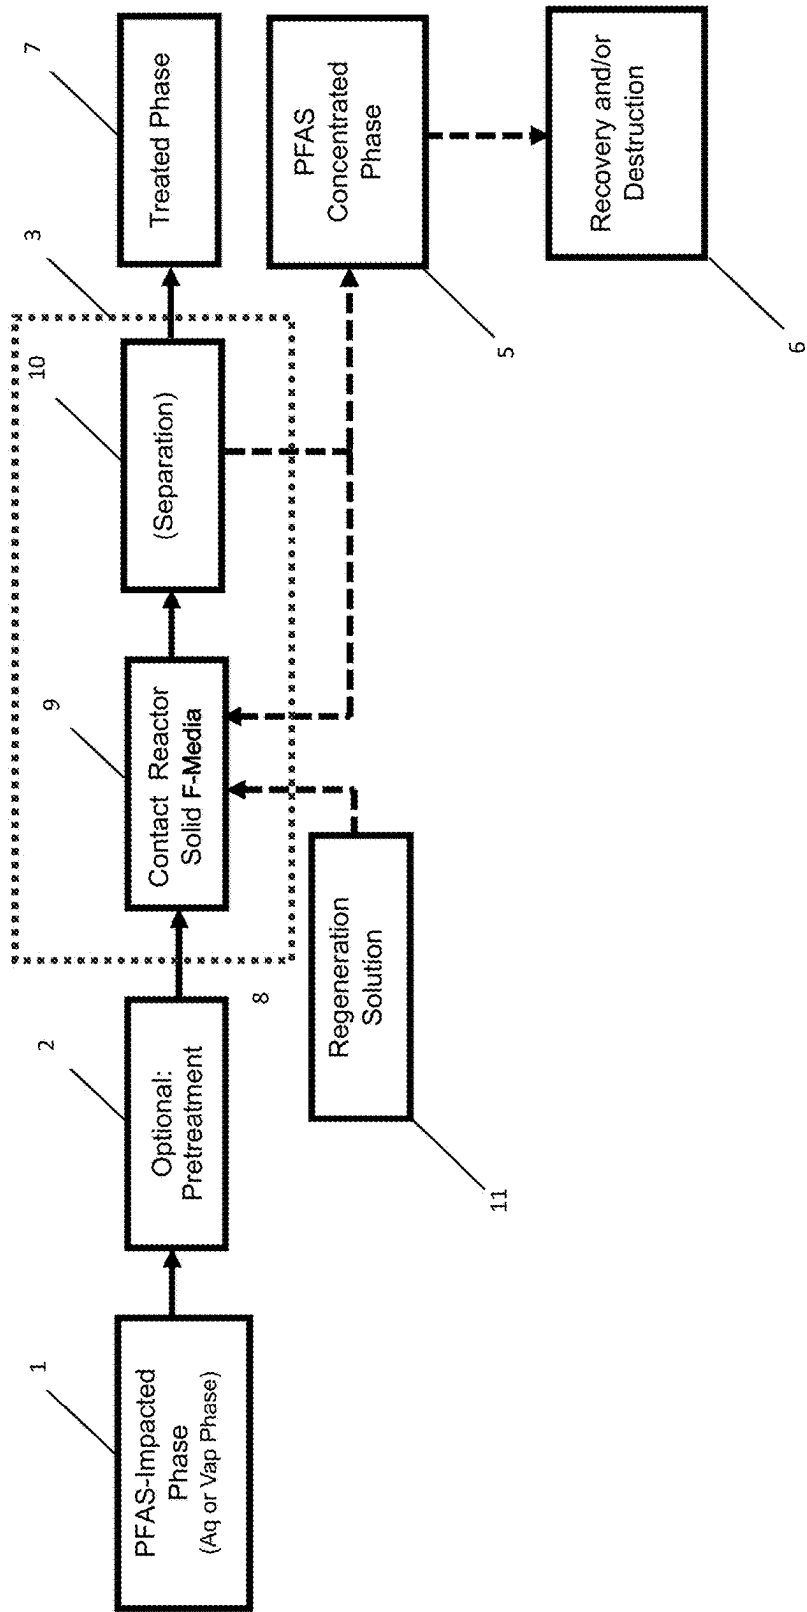 1
PFAS-Impacted
Phase
(Aq or Vap Phase)
2
Optional:
Pretreatment
8
9
Contact Reactor
Solid F-Media
10
(Separation)
3
7
Treated Phase
11
Regeneration
Solution
5
PFAS
Concentrated
Phase
6
Recovery and/or
Destruction